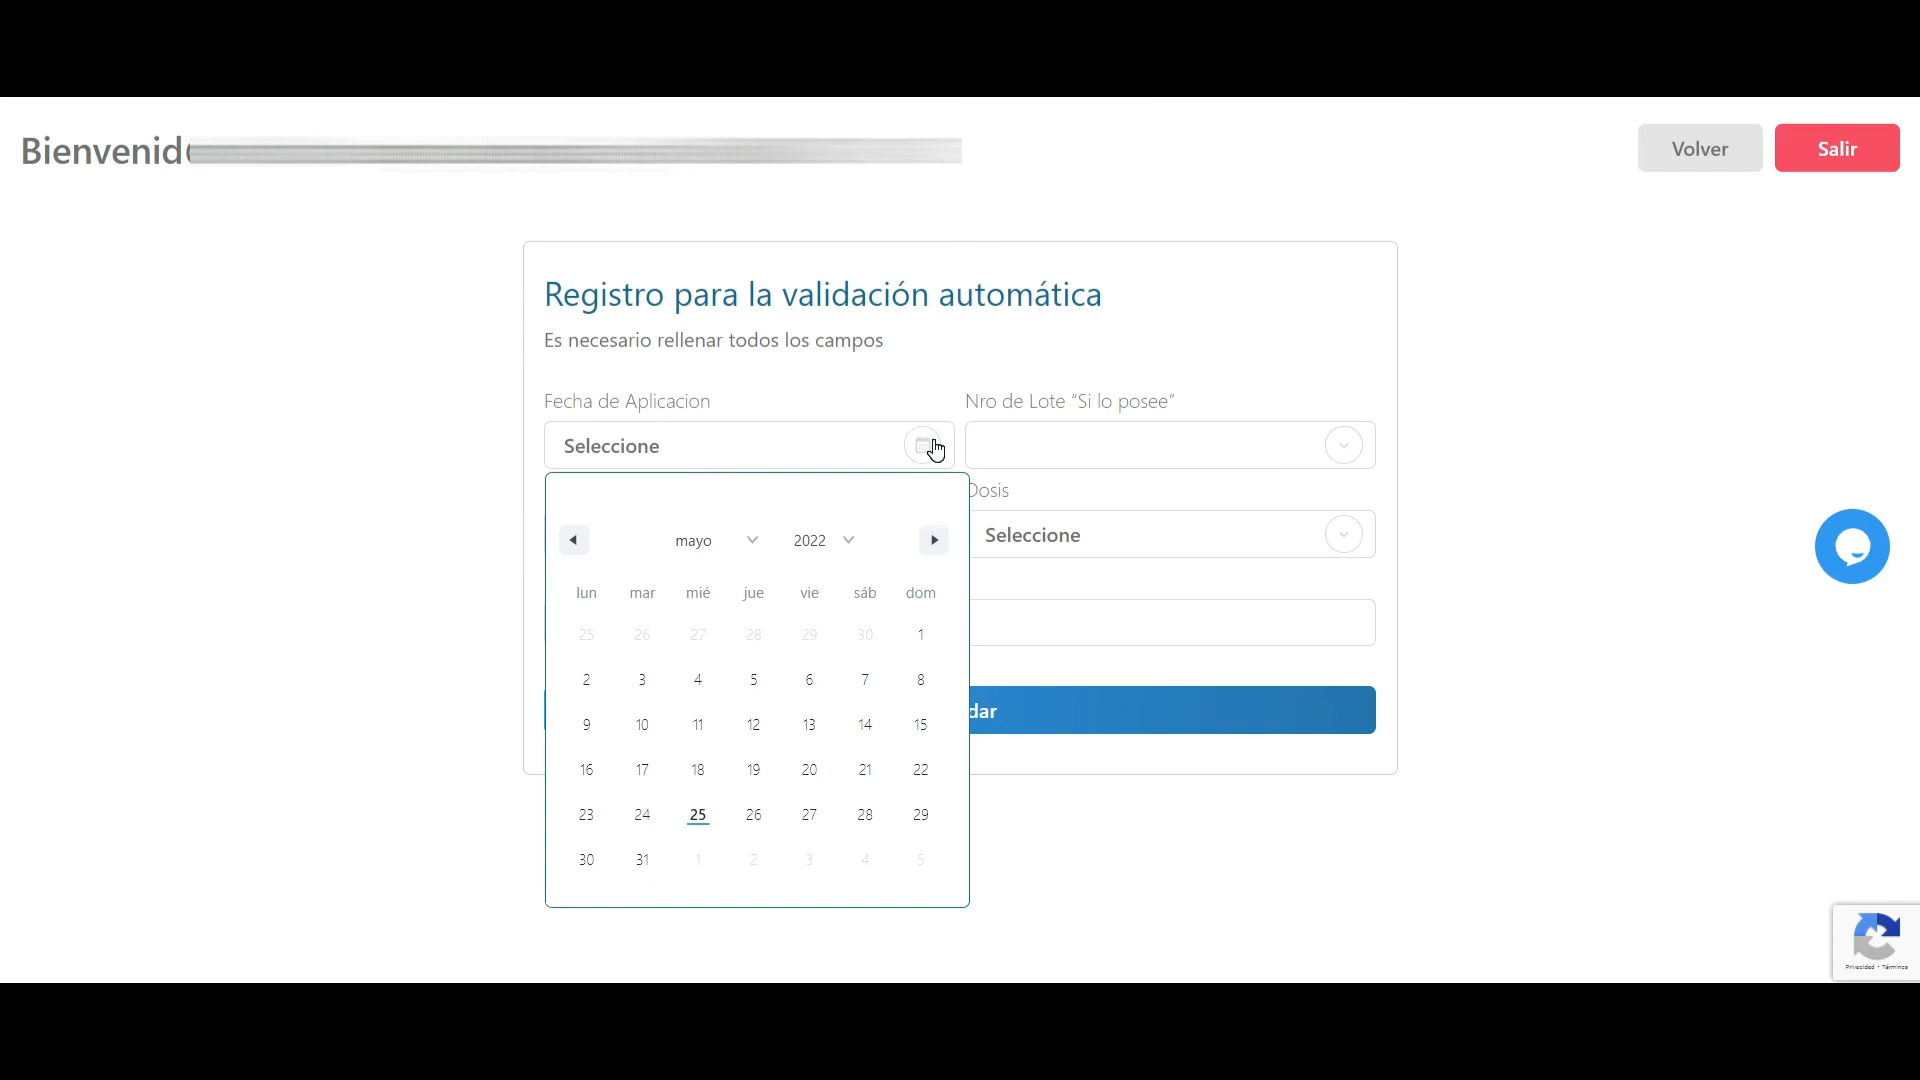 Bienvenid
Volver
Salir
Registro para la validación automática
Es necesario rellenar todos los campos
Fecha de Aplicacion
Nro de Lote “Si lo posee”
Seleccione
Dosis
Seleccione
mayo 2022
lun mar mié jue vie sáb dom
25 26 27 28 29 30 1
2 3 4 5 6 7 8
9 10 11 12 13 14 15
16 17 18 19 20 21 22
23 24 25 26 27 28 29
30 31 1 2 3 4 5
dar
Privacidad - Términos